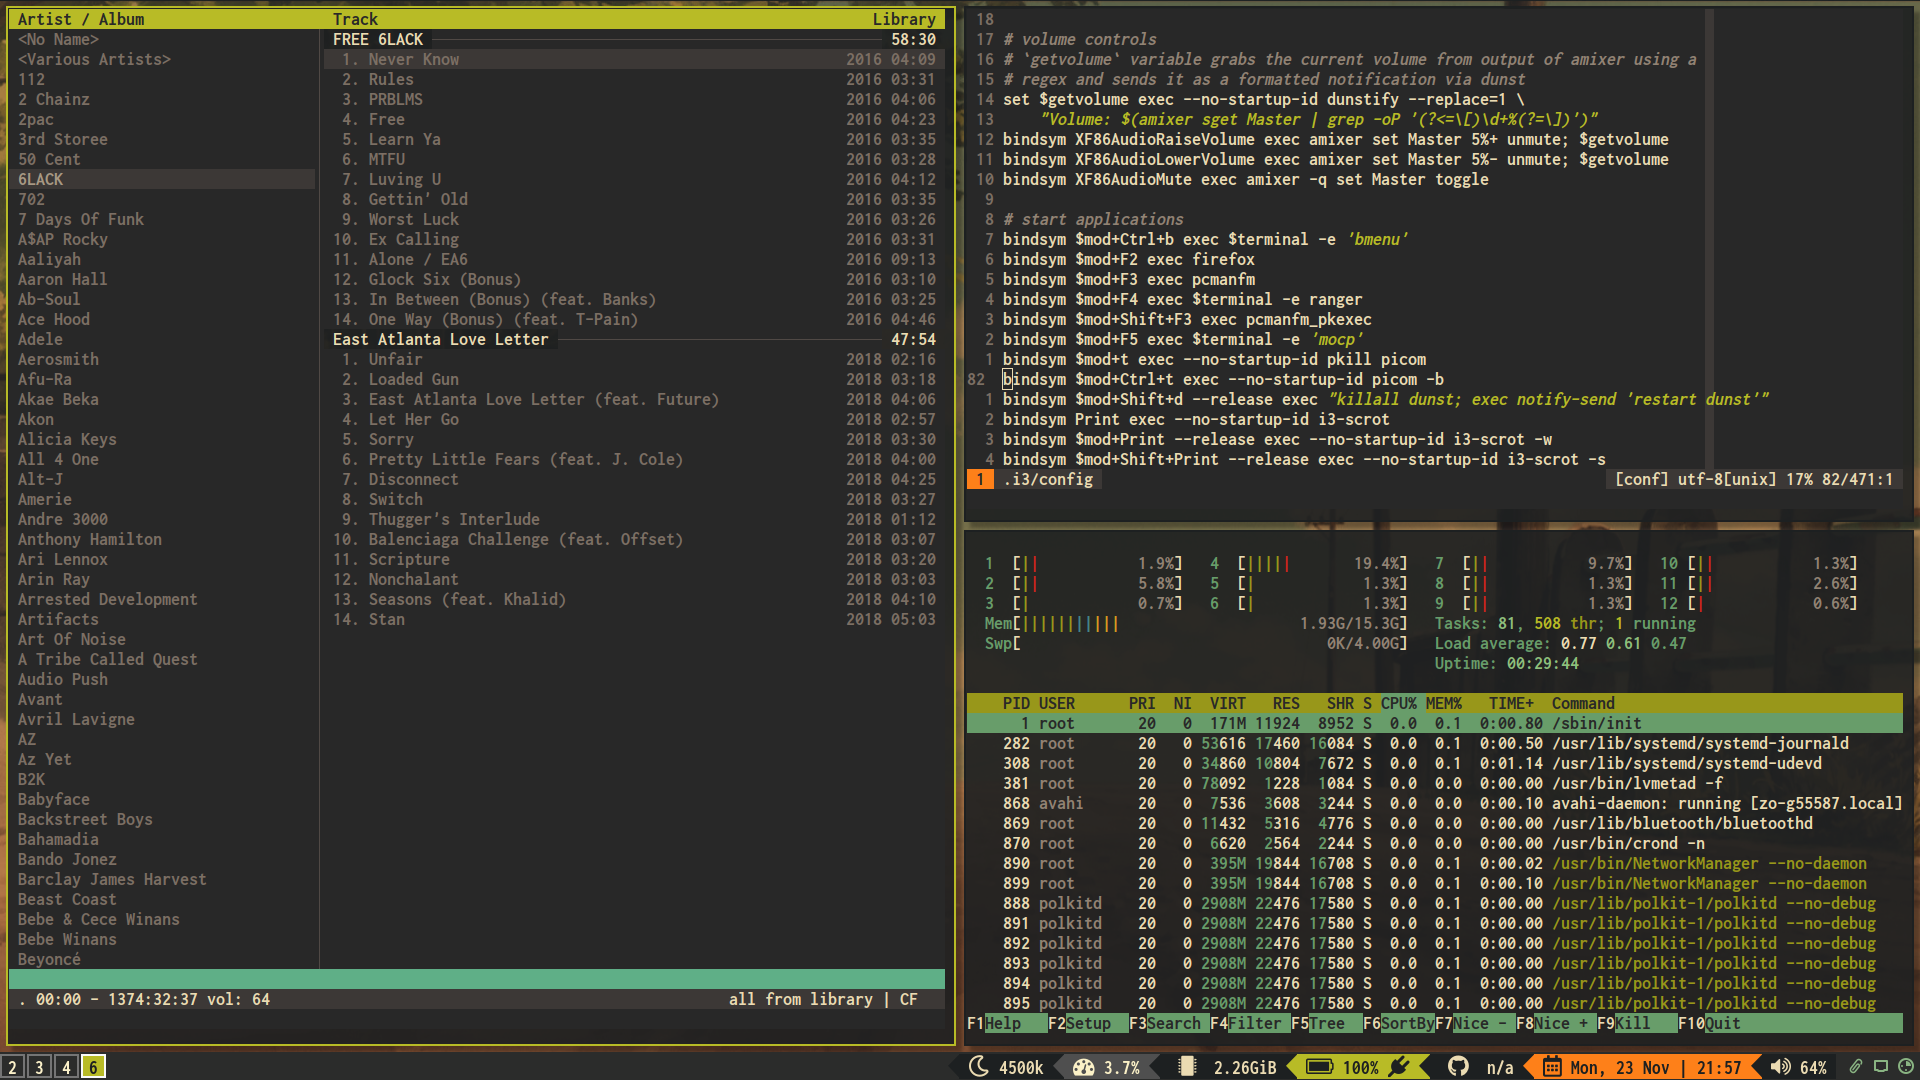 Artist / Album Track Library
<No Name>
<Various Artists>
112
2 Chainz
2pac
3rd Storee
50 Cent
6LACK
702
7 Days Of Funk
A$AP Rocky
Aaliyah
Aaron Hall
Ab-Soul
Ace Hood
Adele
Aerosmith
Afu-Ra
Akae Beka
Akon
Alicia Keys
All 4 One
Alt-J
Amerie
Andre 3000
Anthony Hamilton
Ari Lennox
Arin Ray
Arrested Development
Artifacts
Art Of Noise
A Tribe Called Quest
Audio Push
Avant
Avril Lavigne
AZ
Az Yet
B2K
Babyface
Backstreet Boys
Bahamadia
Bando Jonez
Barclay James Harvest
Beast Coast
Bebe & Cece Winans
Bebe Winans
Beyoncé
FREE 6LACK 58:30
1. Never Know 2016 04:09
2. Rules 2016 03:31
3. PRBLMS 2016 04:06
4. Free 2016 04:23
5. Learn Ya 2016 03:35
6. MTFU 2016 03:28
7. Luving U 2016 04:12
8. Gettin' Old 2016 03:35
9. Worst Luck 2016 03:26
10. Ex Calling 2016 03:31
11. Alone / EA6 2016 09:13
12. Glock Six (Bonus) 2016 03:10
13. In Between (Bonus) (feat. Banks) 2016 03:25
14. One Way (Bonus) (feat. T-Pain) 2016 04:46
East Atlanta Love Letter 47:54
1. Unfair 2018 02:16
2. Loaded Gun 2018 03:18
3. East Atlanta Love Letter (feat. Future) 2018 04:06
4. Let Her Go 2018 02:57
5. Sorry 2018 03:30
6. Pretty Little Fears (feat. J. Cole) 2018 04:00
7. Disconnect 2018 04:25
8. Switch 2018 03:27
9. Thugger's Interlude 2018 01:12
10. Balenciaga Challenge (feat. Offset) 2018 03:07
11. Scripture 2018 03:20
12. Nonchalant 2018 03:03
13. Seasons (feat. Khalid) 2018 04:10
14. Stan 2018 05:03
. 00:00 - 1374:32:37 vol: 64 all from library | CF
18
17 # volume controls
16 # `getvolume` variable grabs the current volume from output of amixer using a
15 # regex and sends it as a formatted notification via dunst
14 set $getvolume exec --no-startup-id dunstify --replace=1 \
13 "Volume: $(amixer sget Master | grep -oP '(?<=\[)\d+%(?=\])')"
12 bindsym XF86AudioRaiseVolume exec amixer set Master 5%+ unmute; $getvolume
11 bindsym XF86AudioLowerVolume exec amixer set Master 5%- unmute; $getvolume
10 bindsym XF86AudioMute exec amixer -q set Master toggle
9
8 # start applications
7 bindsym $mod+Ctrl+b exec $terminal -e 'bmenu'
6 bindsym $mod+F2 exec firefox
5 bindsym $mod+F3 exec pcmanfm
4 bindsym $mod+F4 exec $terminal -e ranger
3 bindsym $mod+Shift+F3 exec pcmanfm_pkexec
2 bindsym $mod+F5 exec $terminal -e 'mocp'
1 bindsym $mod+t exec --no-startup-id pkill picom
82 bindsym $mod+Ctrl+t exec --no-startup-id picom -b
1 bindsym $mod+Shift+d --release exec "killall dunst; exec notify-send 'restart dunst'"
2 bindsym Print exec --no-startup-id i3-scrot
3 bindsym $mod+Print --release exec --no-startup-id i3-scrot -w
4 bindsym $mod+Shift+Print --release exec --no-startup-id i3-scrot -s
1 .i3/config [conf] utf-8[unix] 17% 82/471:1
1 [|| 1.9%] 4 [||||| 19.4%] 7 [|| 9.7%] 10 [|| 1.3%]
2 [|| 5.8%] 5 [| 1.3%] 8 [|| 1.3%] 11 [|| 2.6%]
3 [| 0.7%] 6 [| 1.3%] 9 [|| 1.3%] 12 [| 0.6%]
Mem[||||||||||| 1.93G/15.3G] Tasks: 81, 508 thr; 1 running
Swp[ 0K/4.00G] Load average: 0.77 0.61 0.47
Uptime: 00:29:44
PID USER PRI NI VIRT RES SHR S CPU% MEM% TIME+ Command
1 root 20 0 171M 11924 8952 S 0.0 0.1 0:00.80 /sbin/init
282 root 20 0 53616 17460 16084 S 0.0 0.1 0:00.50 /usr/lib/systemd/systemd-journald
308 root 20 0 34860 10804 7672 S 0.0 0.1 0:01.14 /usr/lib/systemd/systemd-udevd
381 root 20 0 78092 1228 1084 S 0.0 0.0 0:00.00 /usr/bin/lvmetad -f
868 avahi 20 0 7536 3608 3244 S 0.0 0.0 0:00.10 avahi-daemon: running [zo-g55587.local]
869 root 20 0 11432 5316 4776 S 0.0 0.0 0:00.00 /usr/lib/bluetooth/bluetoothd
870 root 20 0 6620 2564 2244 S 0.0 0.0 0:00.00 /usr/bin/crond -n
890 root 20 0 395M 19844 16708 S 0.0 0.1 0:00.02 /usr/bin/NetworkManager --no-daemon
899 root 20 0 395M 19844 16708 S 0.0 0.1 0:00.10 /usr/bin/NetworkManager --no-daemon
888 polkitd 20 0 2908M 22476 17580 S 0.0 0.1 0:00.00 /usr/lib/polkit-1/polkitd --no-debug
891 polkitd 20 0 2908M 22476 17580 S 0.0 0.1 0:00.00 /usr/lib/polkit-1/polkitd --no-debug
892 polkitd 20 0 2908M 22476 17580 S 0.0 0.1 0:00.00 /usr/lib/polkit-1/polkitd --no-debug
893 polkitd 20 0 2908M 22476 17580 S 0.0 0.1 0:00.00 /usr/lib/polkit-1/polkitd --no-debug
894 polkitd 20 0 2908M 22476 17580 S 0.0 0.1 0:00.00 /usr/lib/polkit-1/polkitd --no-debug
895 polkitd 20 0 2908M 22476 17580 S 0.0 0.1 0:00.00 /usr/lib/polkit-1/polkitd --no-debug
F1Help F2Setup F3Search F4Filter F5Tree F6SortBy F7Nice - F8Nice + F9Kill F10Quit
2 3 4 6 4500k 3.7% 2.26GiB 100% n/a Mon, 23 Nov | 21:57 64%